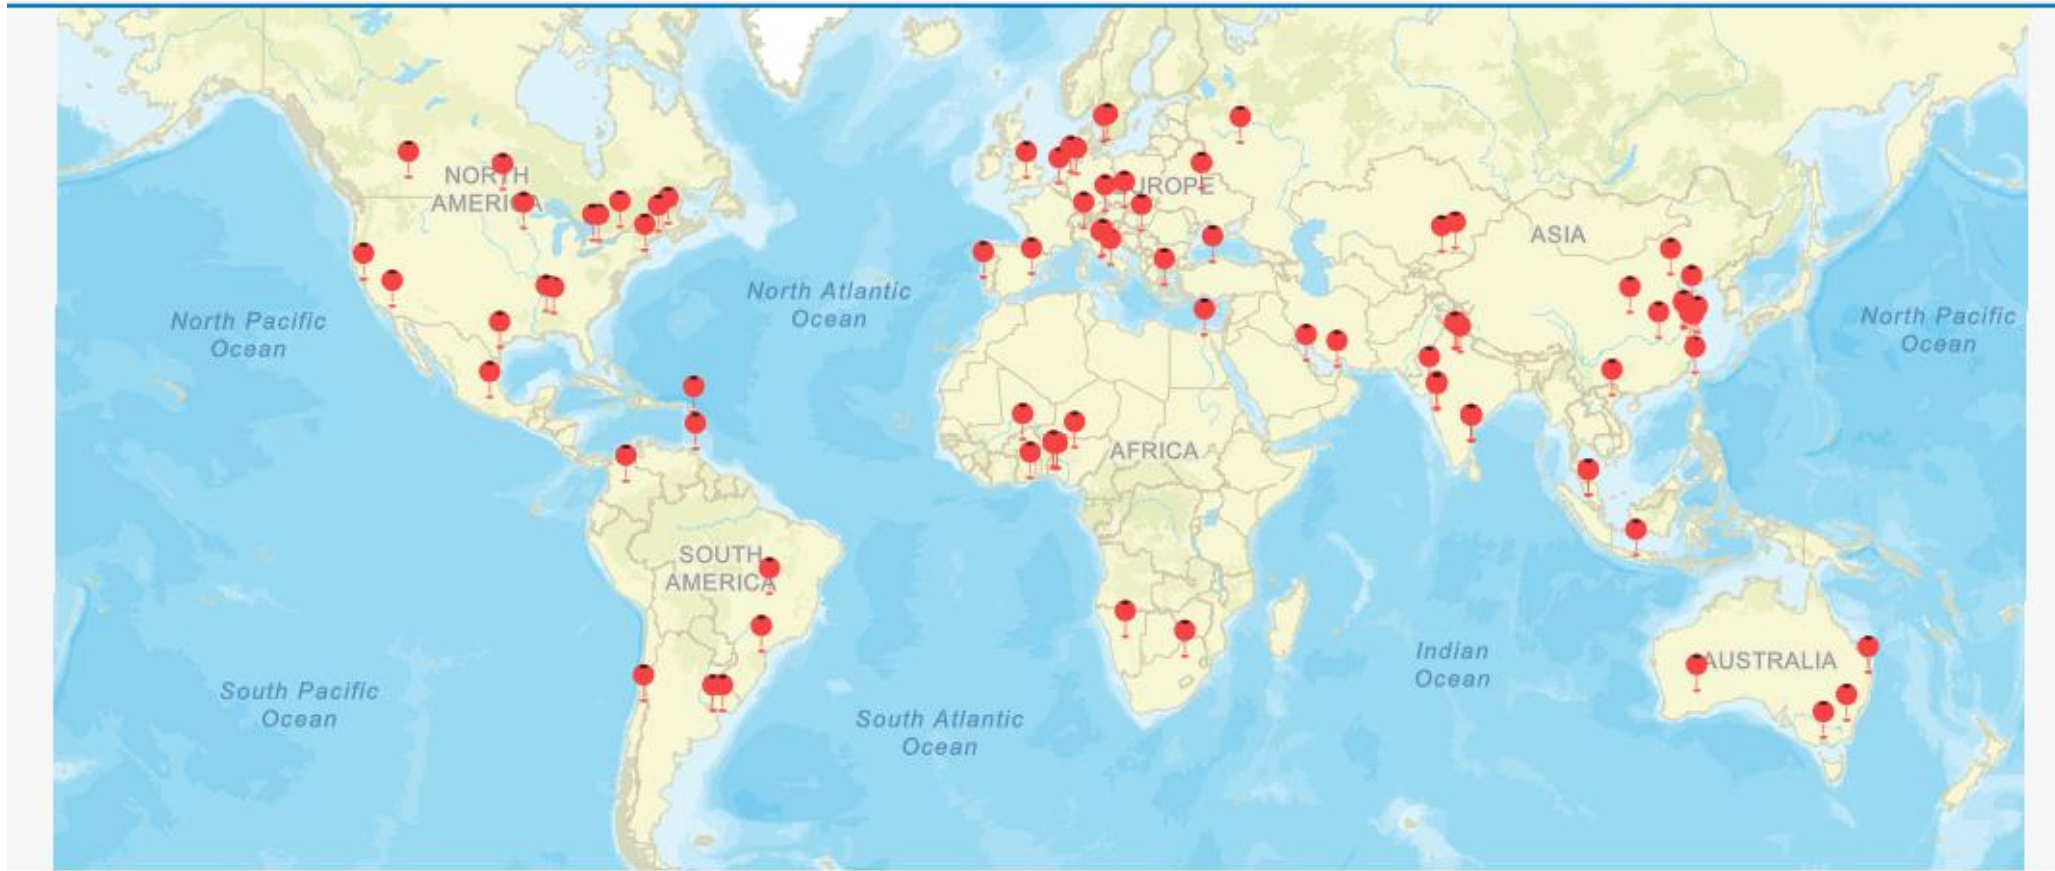 NORTH
AMERICA
EUROPE
ASIA
North Atlantic
Ocean
North Pacific
Ocean
North Pacific
Ocean
AFRICA
SOUTH
AMERICA
Indian
Ocean
AUSTRALIA
South Pacific
Ocean
South Atlantic
Ocean